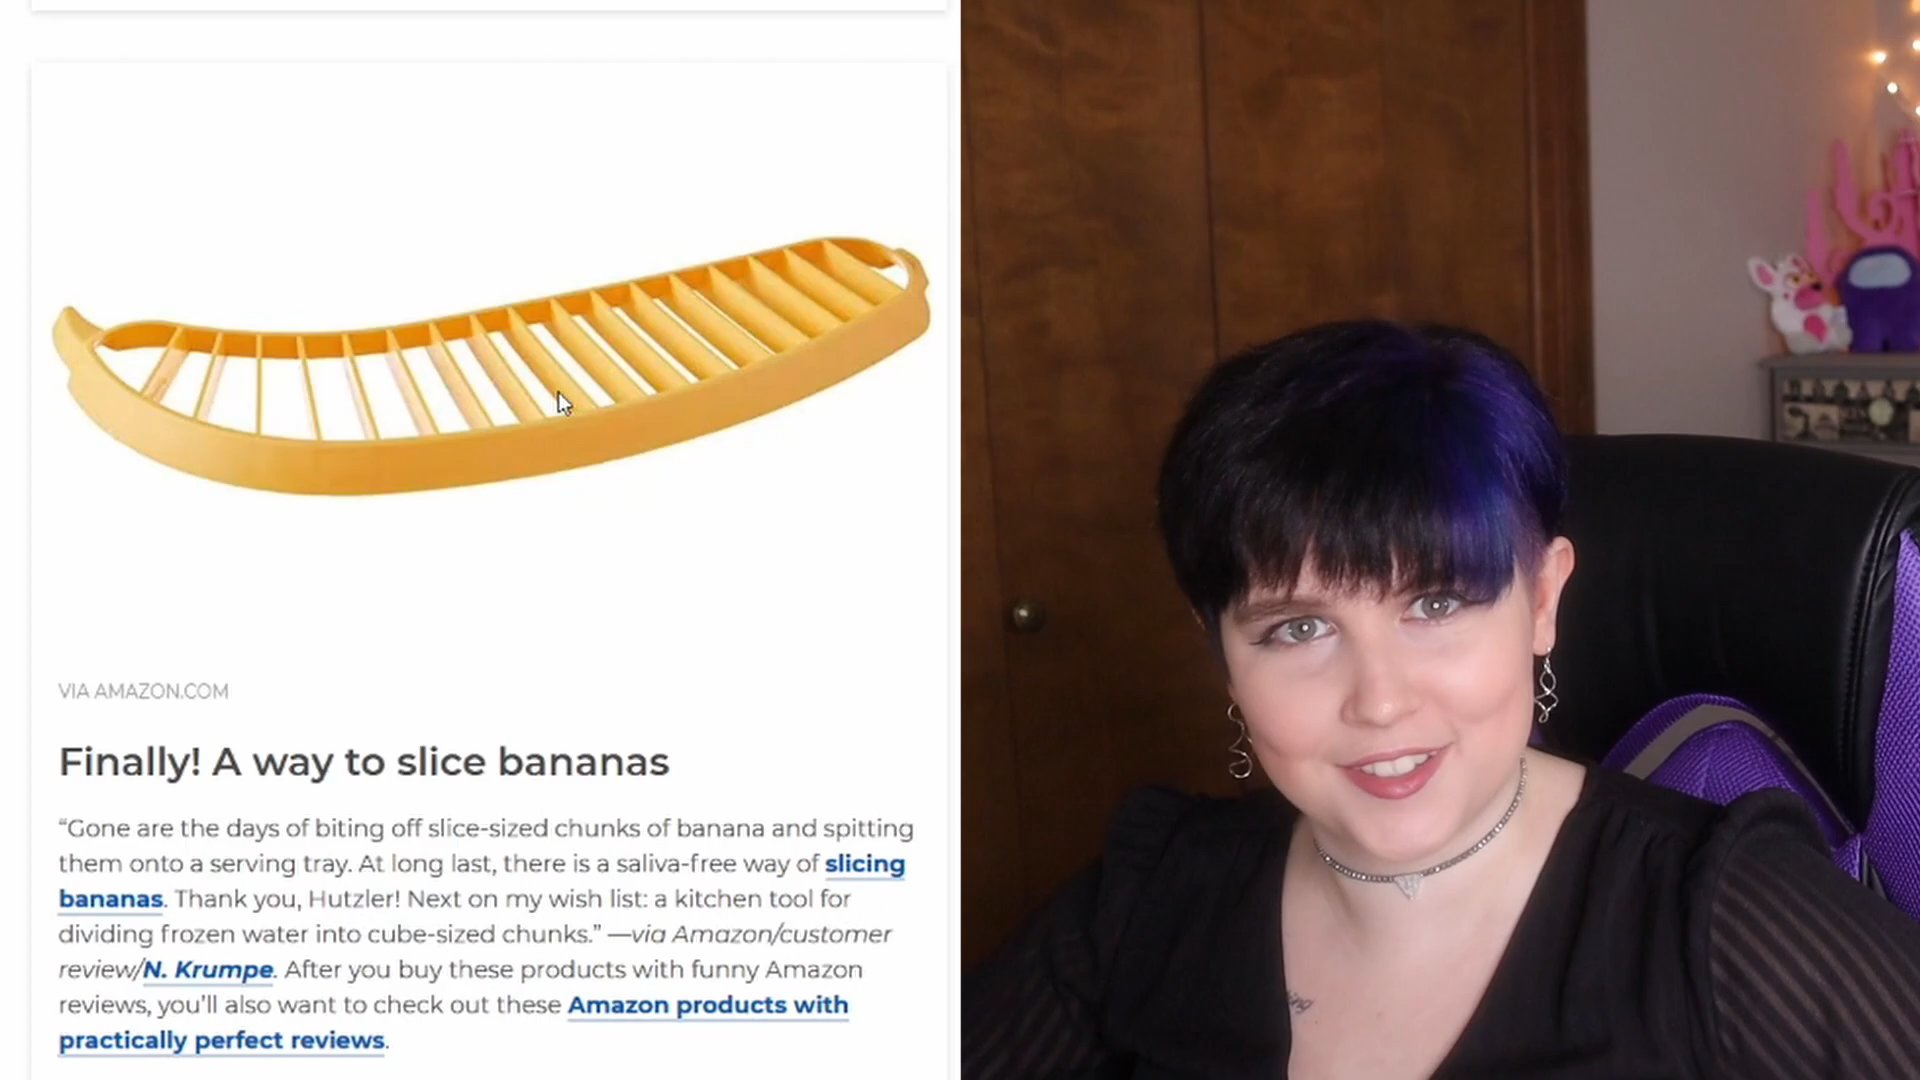 VIA AMAZON.COM
Finally! A way to slice bananas
“Gone are the days of biting off slice-sized chunks of banana and spitting
them onto a serving tray. At long last, there is a saliva-free way of slicing
bananas. Thank you, Hutzler! Next on my wish list: a kitchen tool for
dividing frozen water into cube-sized chunks.” —via Amazon/customer
review/N. Krumpe. After you buy these products with funny Amazon
reviews, you’ll also want to check out these Amazon products with
practically perfect reviews.